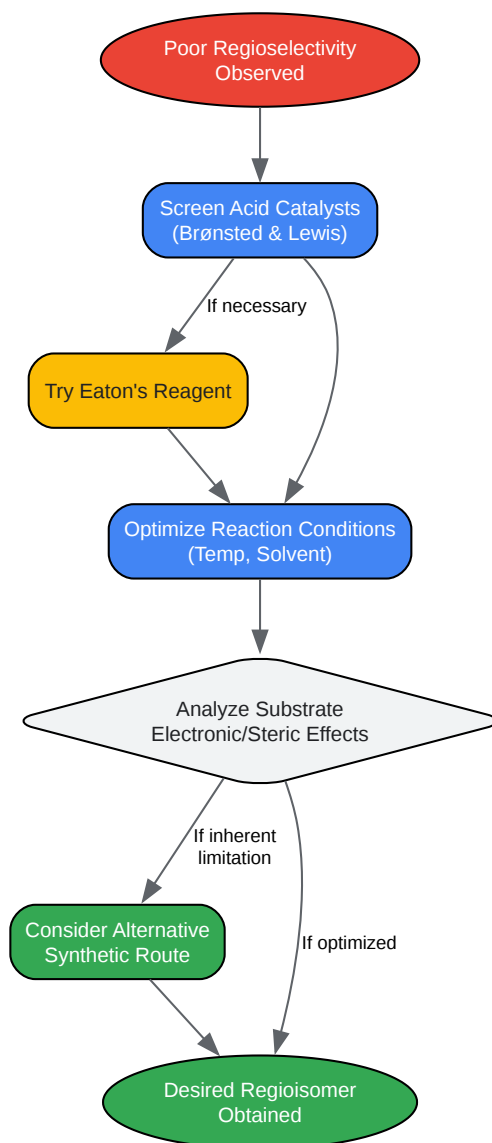 Poor Regioselectivity
Observed
Screen Acid Catalysts
(Brønsted & Lewis)
If necessary
Try Eaton's Reagent
Optimize Reaction Conditions
(Temp, Solvent)
Analyze Substrate
Electronic/Steric Effects
If inherent
limitation
Consider Alternative
Synthetic Route
If optimized
Desired Regioisomer
Obtained